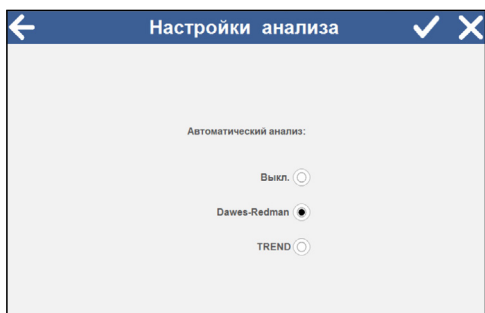 Настройки анализа
Автоматический анализ:
Выкл.
Dawes-Redman
TREND